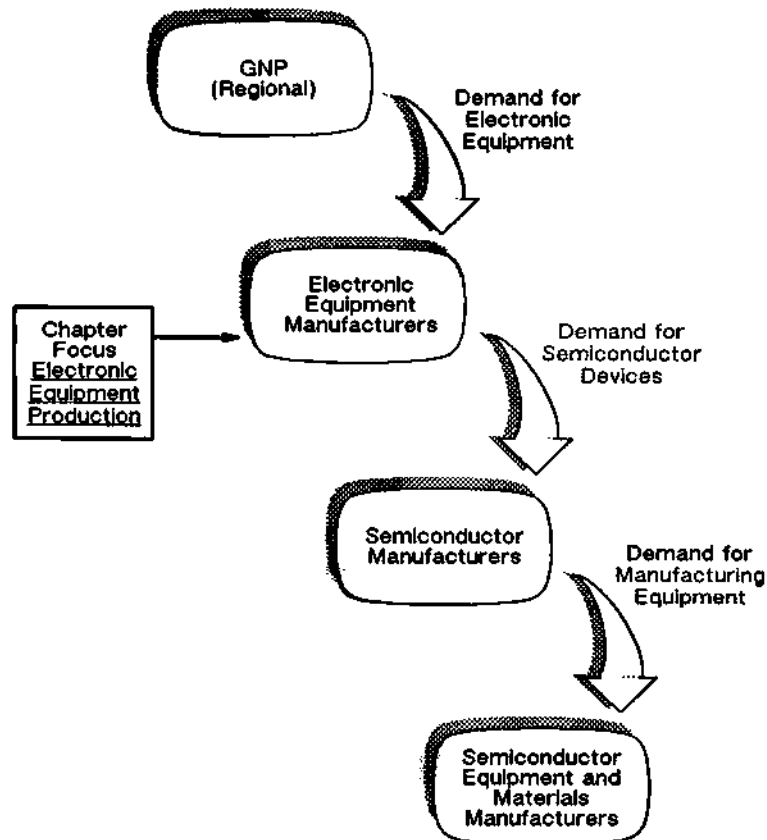 GNP
(Regional)
Demand for
Electronic
Equipment
Electronic
Equipment
Manufacturers
Chapter
Focus
Electronic
Equipment
Production
Demand for
Semiconductor
Devices
Semiconductor
Manufacturers
Demand for
Manufacturing
Equipment
Semiconductor
Equipment and
Materials
Manufacturers